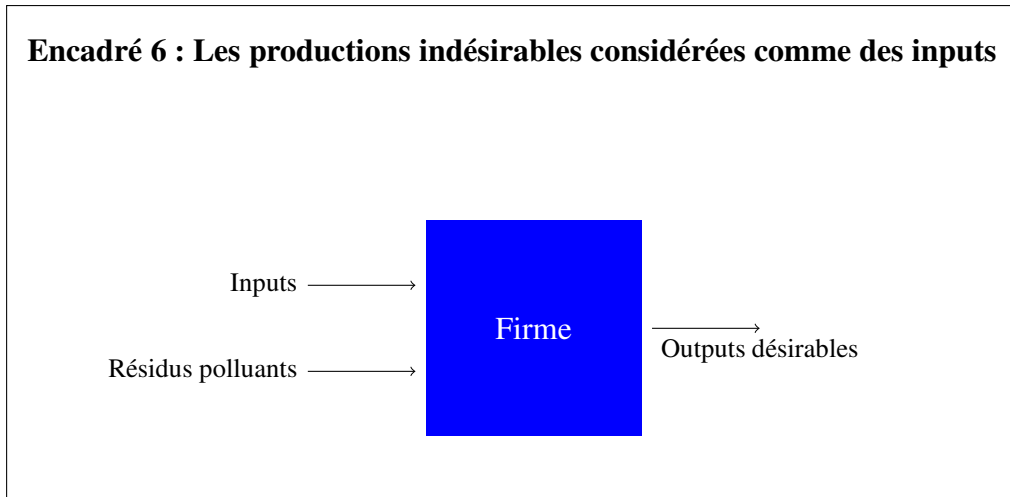 Encadré 6 : Les productions indésirables considérées comme des inputs
Inputs
Firme
Résidus polluants
Outputs désirables